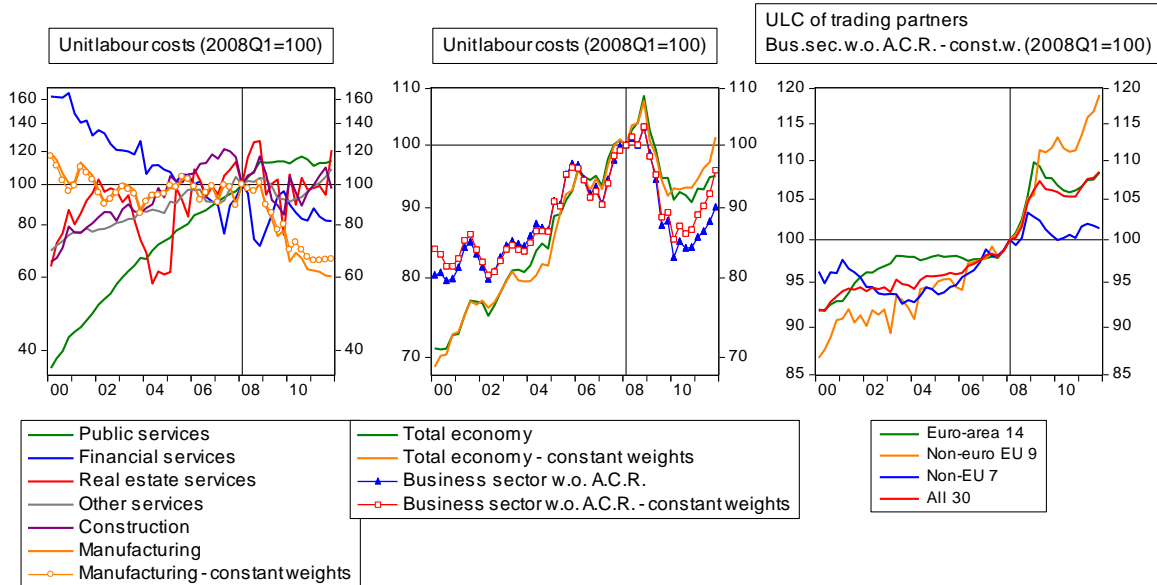 Unit labour costs (2008Q1=100)
Unit labour costs (2008Q1=100)
ULC of trading partners
Bus.sec. w.o. A.C.R. - const.w. (2008Q1=100)
160 160
140 140
120 120
100 100
80 80
60 60
40 40
00 02 04 06 08 10
110 110
100 100
90 90
80 80
70 70
00 02 04 06 08 10
120 120
115 115
110 110
105 105
100 100
95 95
90 90
85 85
00 02 04 06 08 10
Public services
Financial services
Real estate services
Other services
Construction
Manufacturing
Manufacturing - constant weights
Total economy
Total economy - constant weights
Business sector w.o. A.C.R.
Business sector w.o. A.C.R. - constant weights
Euro-area 14
Non-euro EU 9
Non-EU 7
All 30